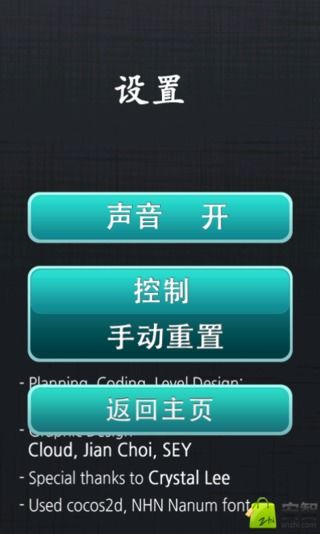 设置
声音 开
控制
手动重置
- Planning, Coding, Level Design:
返回主页
- Graphic Design
Cloud, Jian Choi, SEY
- Special thanks to Crystal Lee
- Used cocos2d, NHN Nanum font
安智
anzhi.com